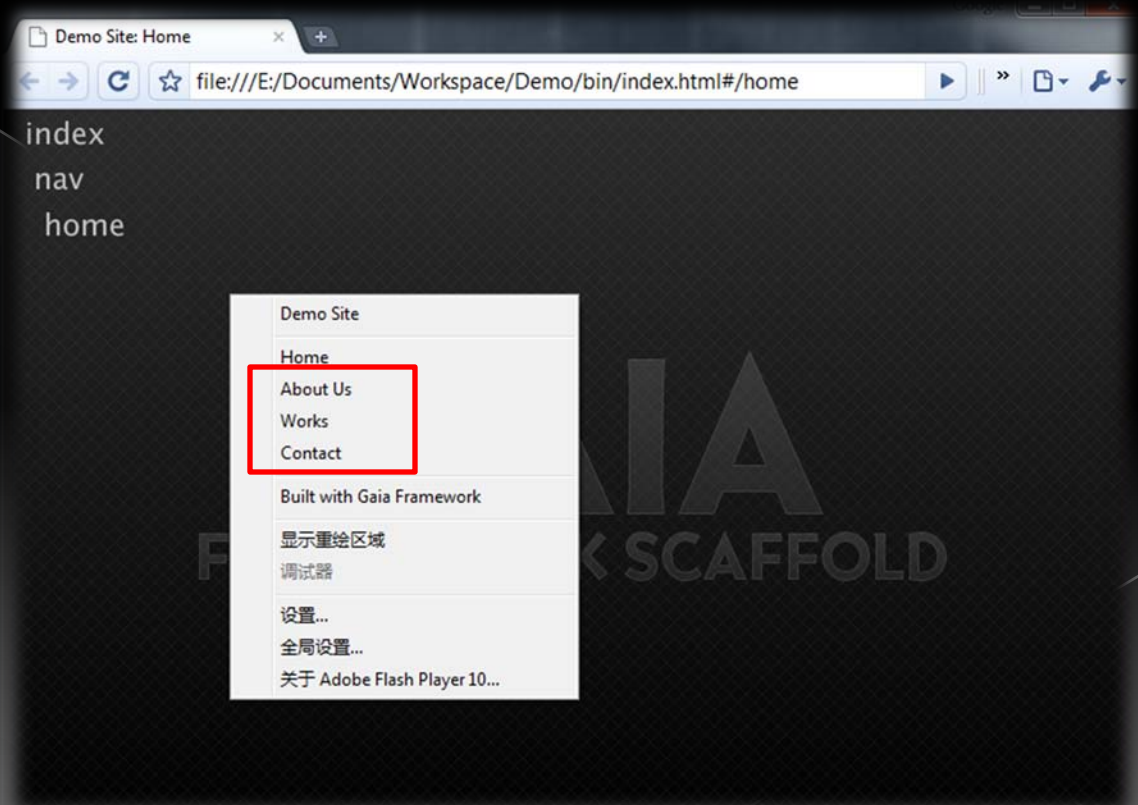 Demo Site: Home
file:///E:/Documents/Workspace/Demo/bin/index.html#/home
index
nav
home
Demo Site
Home
About Us
Works
Contact
Built with Gaia Framework
显示重绘区域
调试器
设置...
全局设置...
关于 Adobe Flash Player 10...
SCAFFOLD